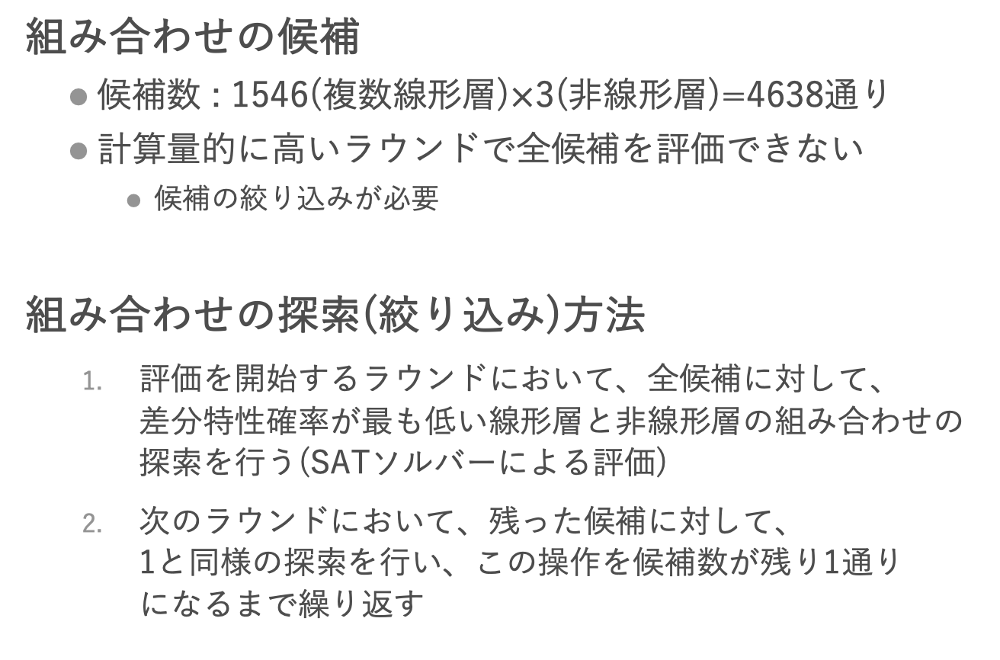 組み合わせの候補
● 候補数 : 1546(複数線形層)×3(非線形層)=4638通り
● 計算量的に高いラウンドで全候補を評価できない
● 候補の絞り込みが必要
組み合わせの探索(絞り込み)方法
1. 評価を開始するラウンドにおいて、全候補に対して、
差分特性確率が最も低い線形層と非線形層の組み合わせの
探索を行う(SATソルバーによる評価)
2. 次のラウンドにおいて、残った候補に対して、
1と同様の探索を行い、この操作を候補数が残り1通り
になるまで繰り返す